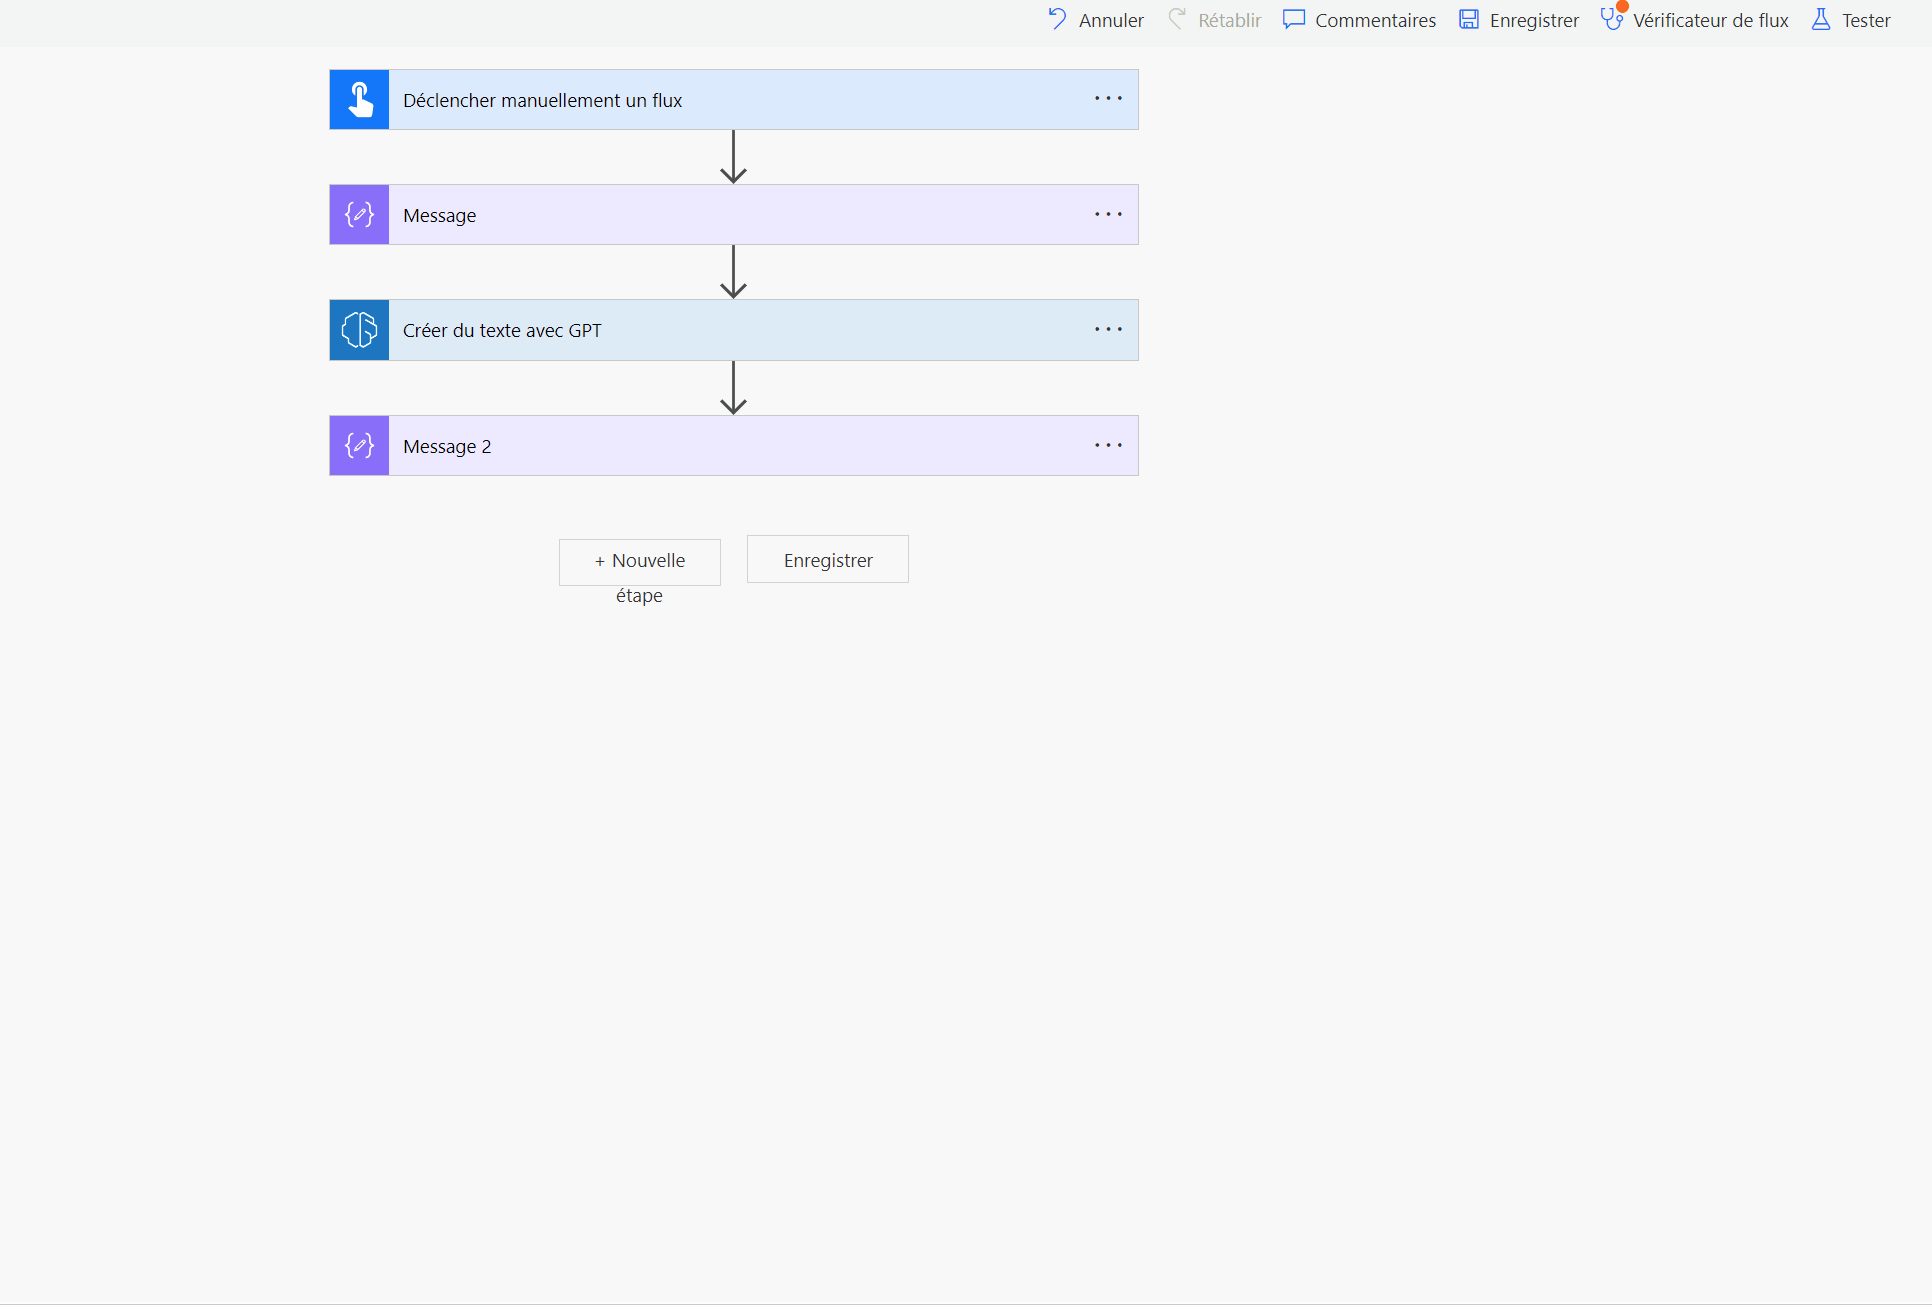 Annuler
Rétablir
Commentaires
Enregistrer
Vérificateur de flux
Tester
Déclencher manuellement un flux
Message
Créer du texte avec GPT
Message 2
+ Nouvelle
étape
Enregistrer